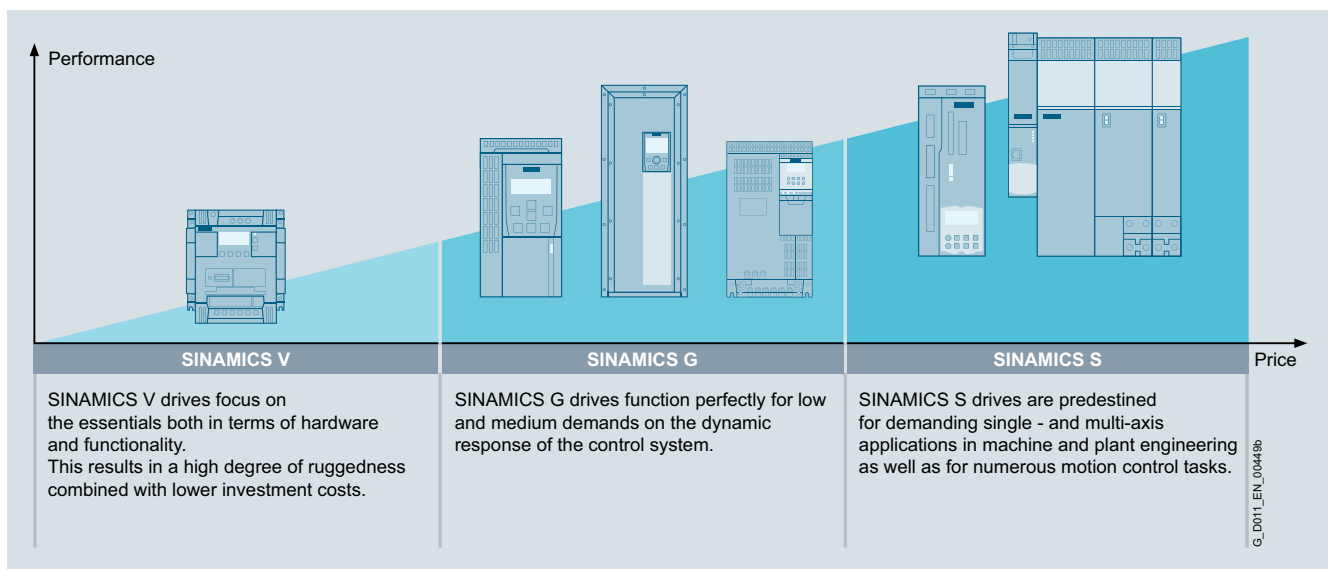 Performance
SINAMICS V
SINAMICS G
SINAMICS S
Price
SINAMICS V drives focus on
the essentials both in terms of hardware
and functionality.
This results in a high degree of ruggedness
combined with lower investment costs.
SINAMICS G drives function perfectly for low
and medium demands on the dynamic
response of the control system.
SINAMICS S drives are predestined
for demanding single - and multi-axis
applications in machine and plant engineering
as well as for numerous motion control tasks.
G_D011_EN_00449b